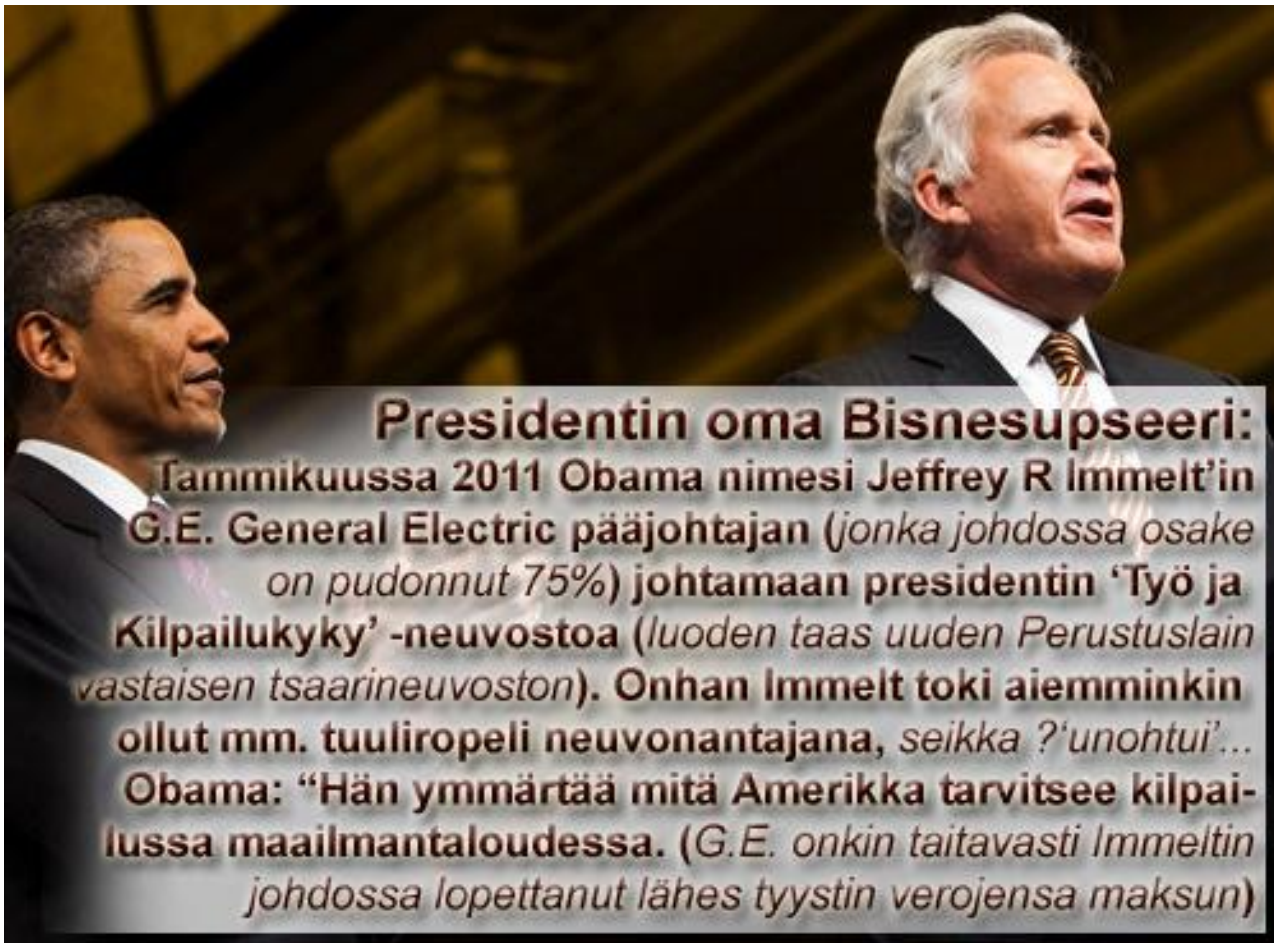 Presidentin oma Bisnesupseeri:
Tammikuussa 2011 Obama nimesi Jeffrey R Immelt'in
G.E. General Electric pääjohtajan (jonka johdossa osake
on pudonnut 75%) johtamaan presidentin ‘Työ ja
Kilpailukyky’ -neuvostoa (luoden taas uuden Perustuslain
vastaisen tsaarineuvoston). Onhan Immelt toki aiemminkin
ollut mm. tuuliropeli neuvonantajana, seikka ?‘unohtui’...
Obama: “Hän ymmärtää mitä Amerikka tarvitsee kilpai-
lussa maailmantaloudessa. (G.E. onkin taitavasti Immeltin
johdossa lopettanut lähes tyystin verojensa maksun)